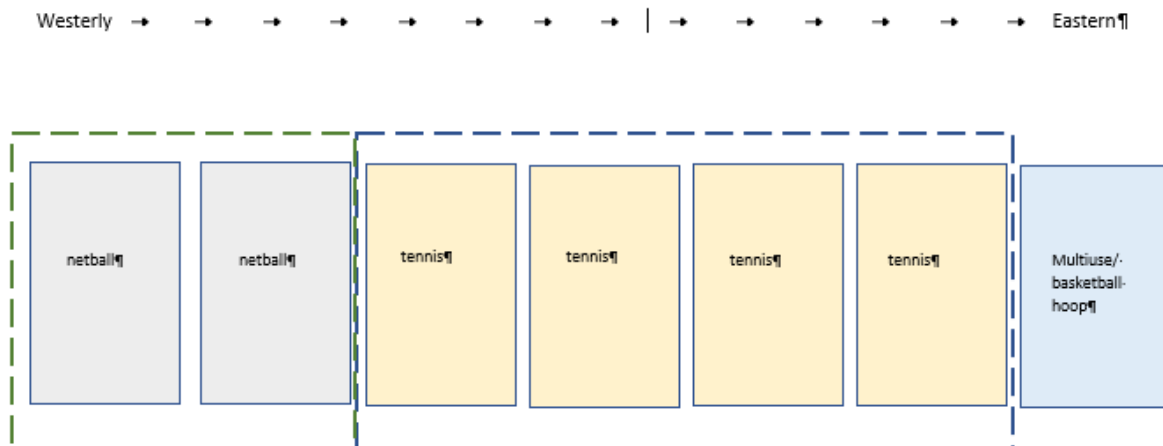 Westerly → → → → → → → → | → → → → → → Eastern¶
netball¶
netball¶
tennis¶
tennis¶
tennis¶
tennis¶
Multiuse/·
basketball·
hoop¶